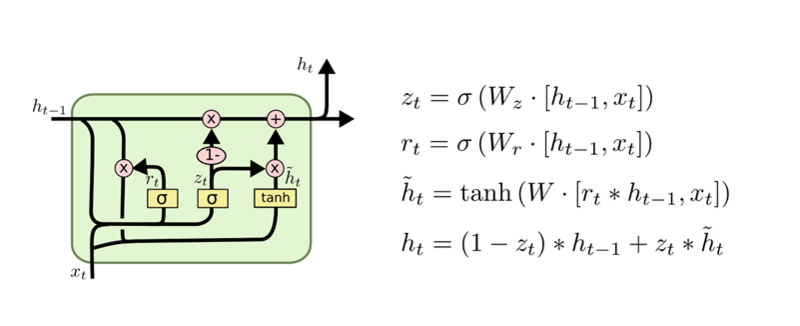 h_t
h_{t-1}
x
+
1-
x
x
r_t
z_t
h̃_t
σ
σ
tanh
x_t
z_t = σ (W_z · [h_{t-1}, x_t])
r_t = σ (W_r · [h_{t-1}, x_t])
h̃_t = tanh (W · [r_t * h_{t-1}, x_t])
h_t = (1 − z_t) * h_{t-1} + z_t * h̃_t